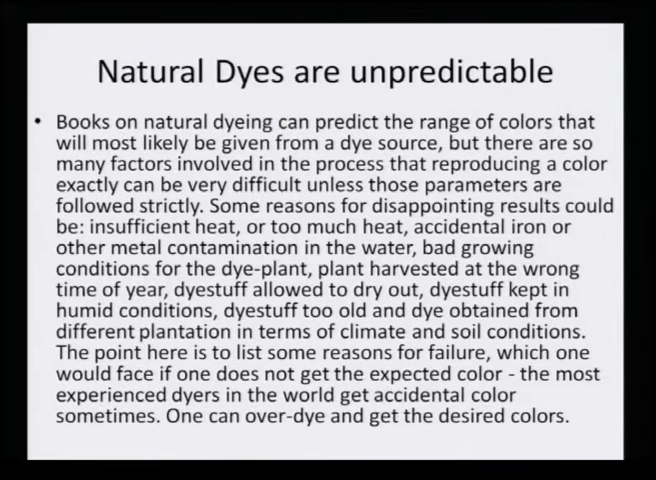 Natural Dyes are unpredictable
• Books on natural dyeing can predict the range of colors that
will most likely be given from a dye source, but there are so
many factors involved in the process that reproducing a color
exactly can be very difficult unless those parameters are
followed strictly. Some reasons for disappointing results could
be: insufficient heat, or too much heat, accidental iron or
other metal contamination in the water, bad growing
conditions for the dye-plant, plant harvested at the wrong
time of year, dyestuff allowed to dry out, dyestuff kept in
humid conditions, dyestuff too old and dye obtained from
different plantation in terms of climate and soil conditions.
The point here is to list some reasons for failure, which one
would face if one does not get the expected color - the most
experienced dyers in the world get accidental color
sometimes. One can over-dye and get the desired colors.